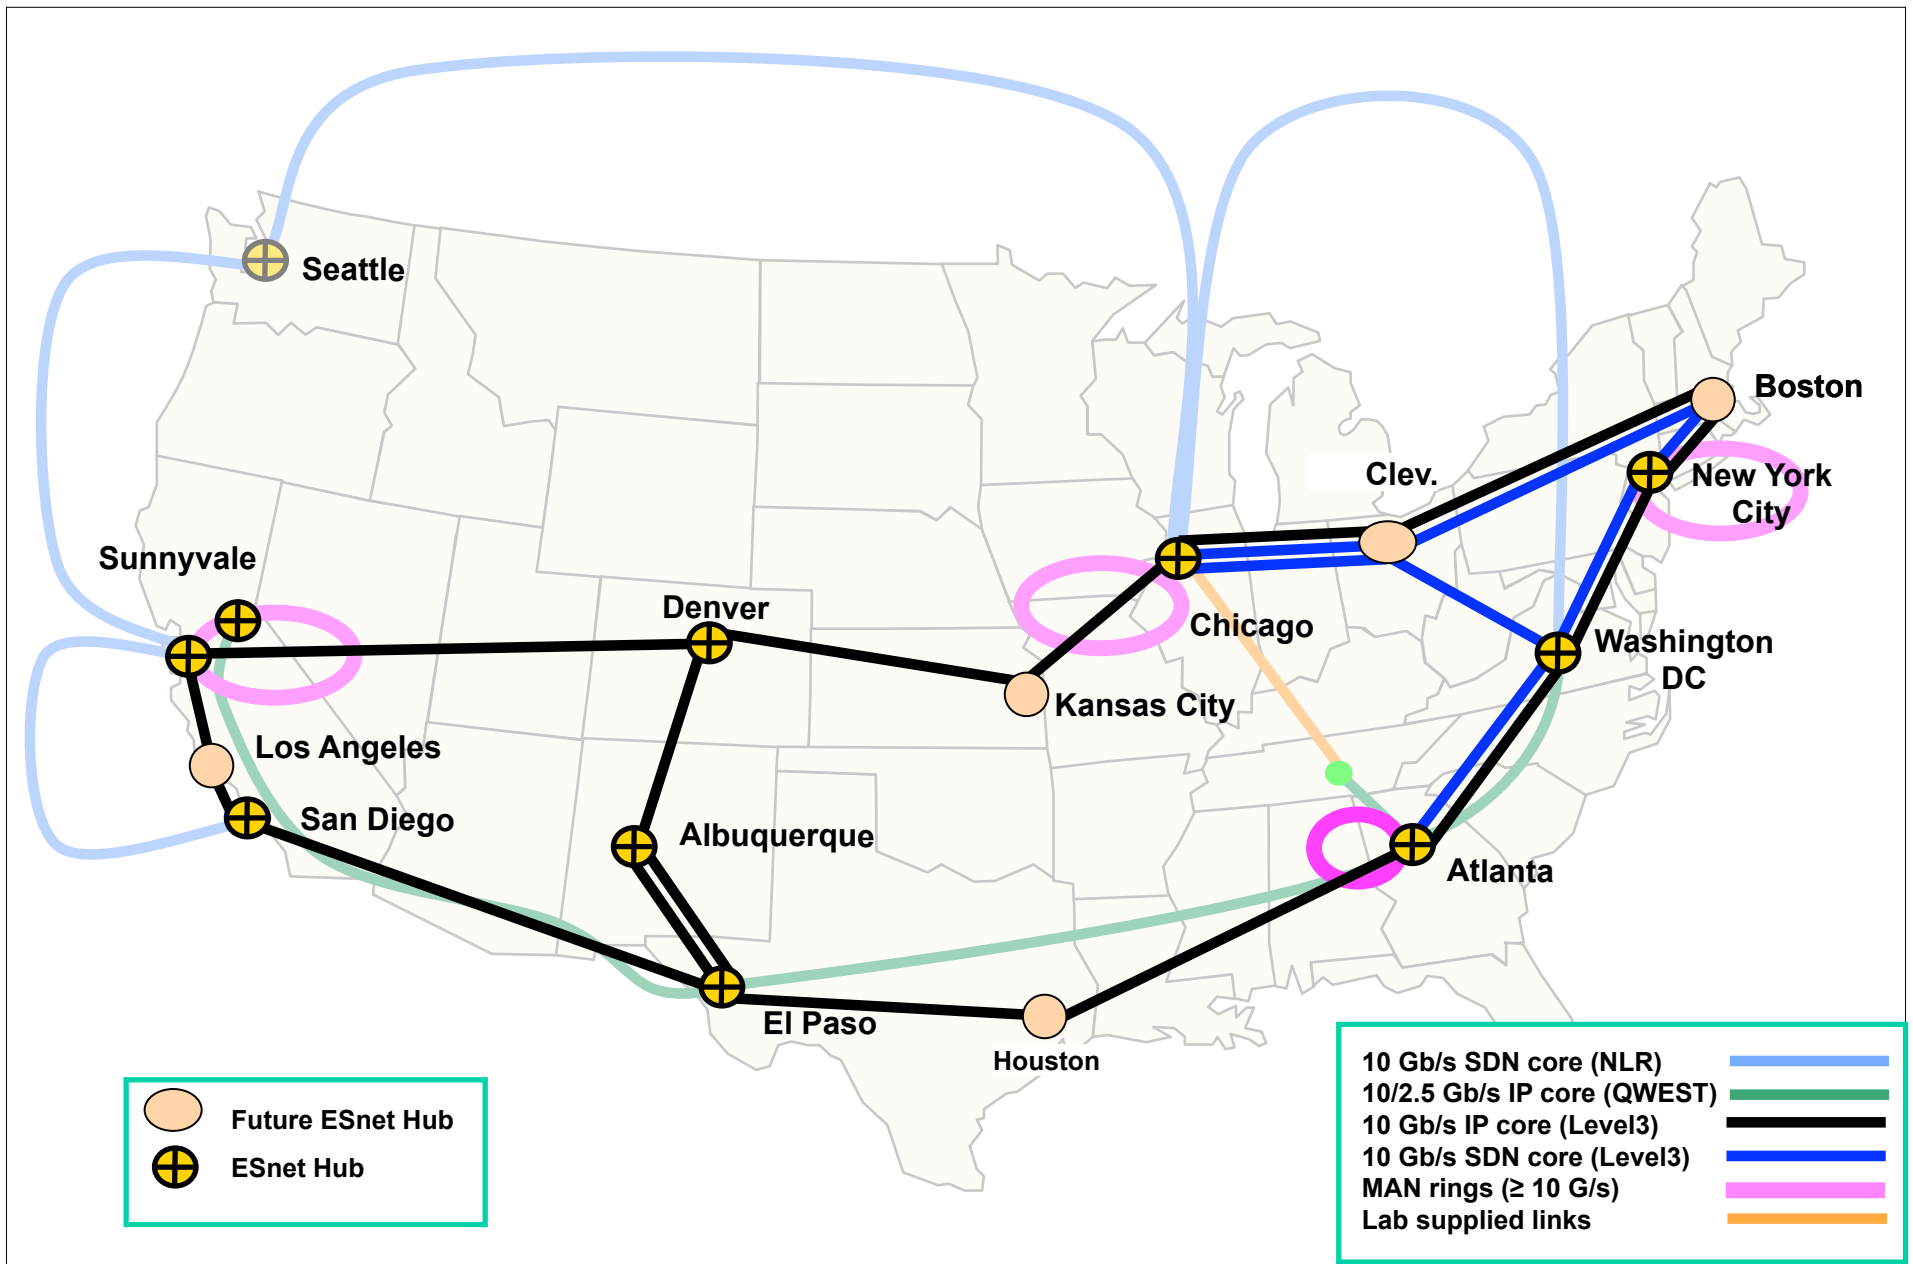 Seattle
Boston
Clev.
New York
City
Sunnyvale
Denver
Chicago
Washington
DC
Kansas City
Los Angeles
San Diego
Albuquerque
Atlanta
El Paso
Houston
Future ESnet Hub
ESnet Hub
10 Gb/s SDN core (NLR)
10/2.5 Gb/s IP core (QWEST)
10 Gb/s IP core (Level3)
10 Gb/s SDN core (Level3)
MAN rings (≥ 10 G/s)
Lab supplied links